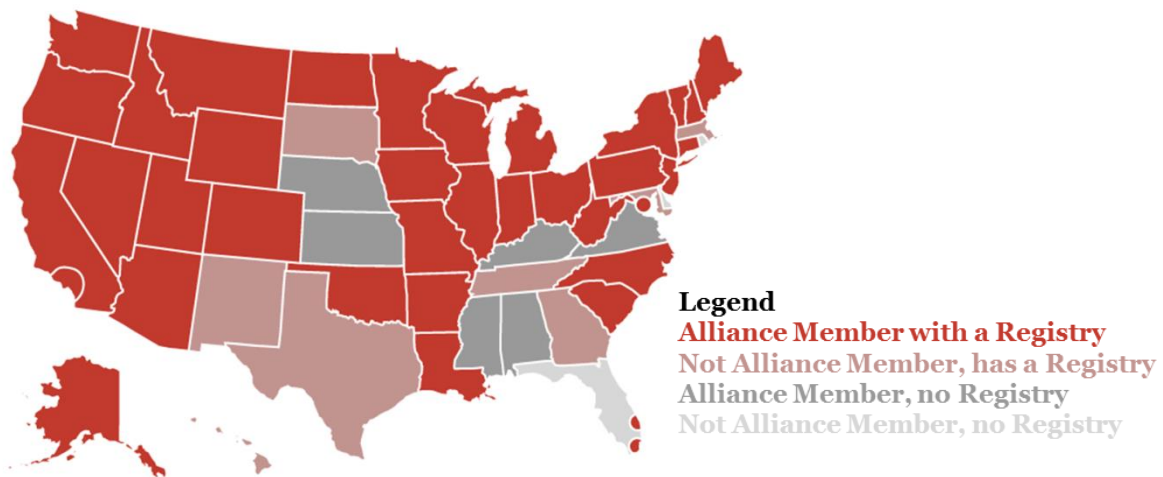 Legend
Alliance Member with a Registry
Not Alliance Member, has a Registry
Alliance Member, no Registry
Not Alliance Member, no Registry